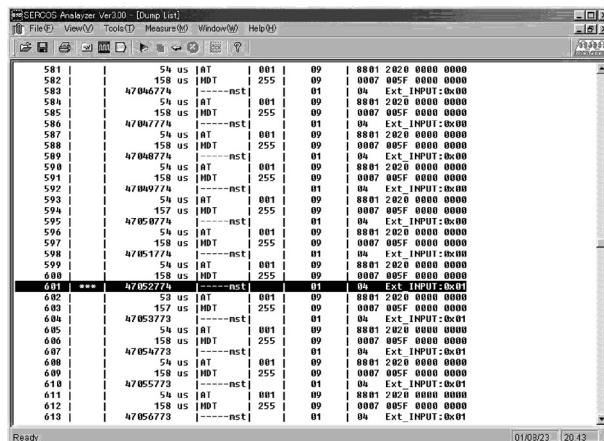 SERCOS Analayzer Ver3.00 - [Dump List]
File(F) View(V) Tools(T) Measure(M) Window(W) Help(H)
581 | | 54 us |AT | 001 | 09 | 8801 2020 0000 0000
582 | | 158 us |MDT | 255 | 09 | 0007 005F 0000 0000
583 | | 47046774 |-----nst| | 01 | 04 Ext_INPUT:0x00
584 | | 54 us |AT | 001 | 09 | 8801 2020 0000 0000
585 | | 158 us |MDT | 255 | 09 | 0007 005F 0000 0000
586 | | 47047774 |-----nst| | 01 | 04 Ext_INPUT:0x00
587 | | 54 us |AT | 001 | 09 | 8801 2020 0000 0000
588 | | 158 us |MDT | 255 | 09 | 0007 005F 0000 0000
589 | | 47048774 |-----nst| | 01 | 04 Ext_INPUT:0x00
590 | | 54 us |AT | 001 | 09 | 8801 2020 0000 0000
591 | | 158 us |MDT | 255 | 09 | 0007 005F 0000 0000
592 | | 47049774 |-----nst| | 01 | 04 Ext_INPUT:0x00
593 | | 54 us |AT | 001 | 09 | 8801 2020 0000 0000
594 | | 157 us |MDT | 255 | 09 | 0007 005F 0000 0000
595 | | 47050774 |-----nst| | 01 | 04 Ext_INPUT:0x00
596 | | 54 us |AT | 001 | 09 | 8801 2020 0000 0000
597 | | 158 us |MDT | 255 | 09 | 0007 005F 0000 0000
598 | | 47051774 |-----nst| | 01 | 04 Ext_INPUT:0x00
599 | | 54 us |AT | 001 | 09 | 8801 2020 0000 0000
600 | | 158 us |MDT | 255 | 09 | 0007 005F 0000 0000
601 | *** | 47052774 |-----nst| | 01 | 04 Ext_INPUT:0x01
602 | | 53 us |AT | 001 | 09 | 8801 2020 0000 0000
603 | | 157 us |MDT | 255 | 09 | 0007 005F 0000 0000
604 | | 47053773 |-----nst| | 01 | 04 Ext_INPUT:0x01
605 | | 54 us |AT | 001 | 09 | 8801 2020 0000 0000
606 | | 158 us |MDT | 255 | 09 | 0007 005F 0000 0000
607 | | 47054773 |-----nst| | 01 | 04 Ext_INPUT:0x01
608 | | 54 us |AT | 001 | 09 | 8801 2020 0000 0000
609 | | 158 us |MDT | 255 | 09 | 0007 005F 0000 0000
610 | | 47055773 |-----nst| | 01 | 04 Ext_INPUT:0x01
611 | | 54 us |AT | 001 | 09 | 8801 2020 0000 0000
612 | | 158 us |MDT | 255 | 09 | 0007 005F 0000 0000
613 | | 47056773 |-----nst| | 01 | 04 Ext_INPUT:0x01
Ready 01/08/23 20:43